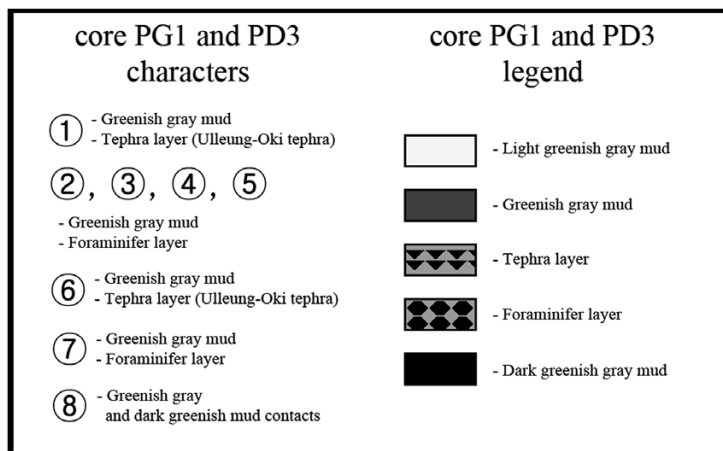 core PG1 and PD3
characters
① - Greenish gray mud
- Tephra layer (Ulleung-Oki tephra)
②, ③, ④, ⑤
- Greenish gray mud
- Foraminifer layer
⑥ - Greenish gray mud
- Tephra layer (Ulleung-Oki tephra)
⑦ - Greenish gray mud
- Foraminifer layer
⑧ - Greenish gray
and dark greenish mud contacts
core PG1 and PD3
legend
- Light greenish gray mud
- Greenish gray mud
- Tephra layer
- Foraminifer layer
- Dark greenish gray mud